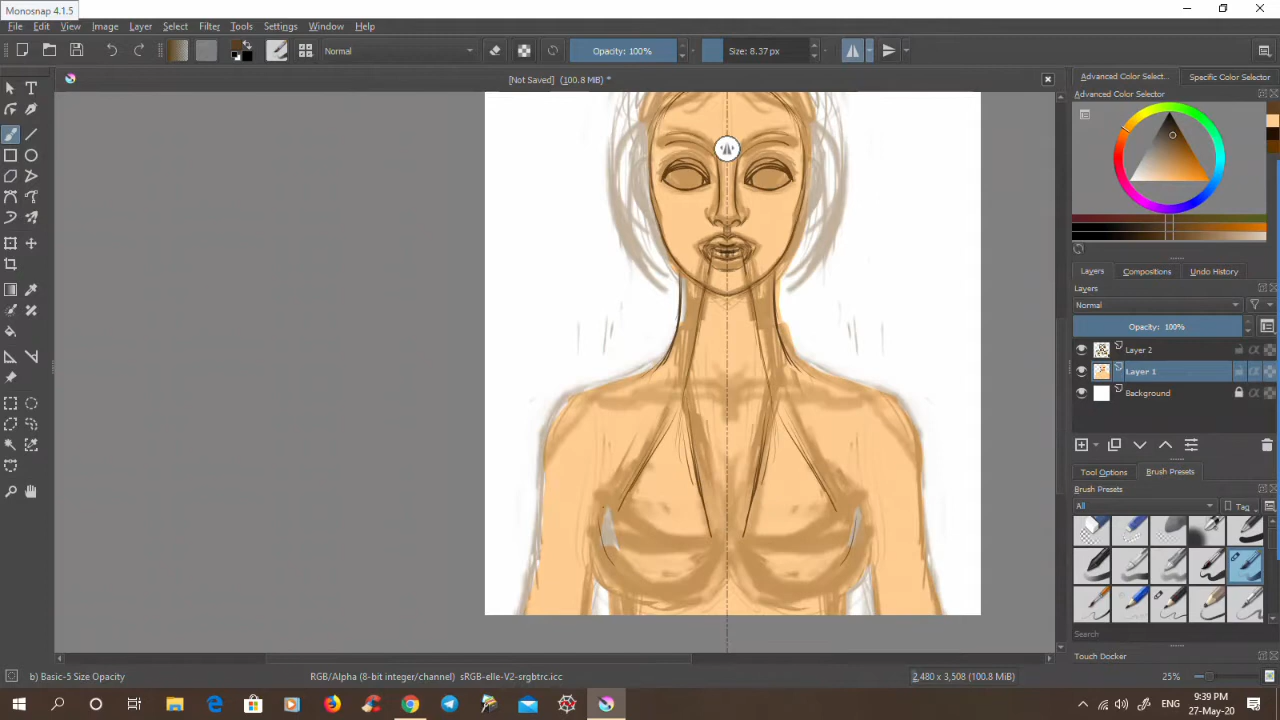 Monosnap 4.1.5
File Edit View Image Layer Select Filter Tools Settings Window Help
Normal Opacity: 100% Size: 8.37 px
[Not Saved] (100.8 MiB) *
Advanced Color Select... Specific Color Selector
Advanced Color Selector
Layers Compositions Undo History
Layers
Normal
Opacity: 100%
Layer 2
Layer 1
Background
Tool Options Brush Presets
Brush Presets
All Tag
Search
Touch Docker
b) Basic-5 Size Opacity RGB/Alpha (8-bit integer/channel) sRGB-elle-V2-srgbtrc.icc 2,480 x 3,508 (100.8 MiB) 25%
ENG 9:39 PM
27-May-20